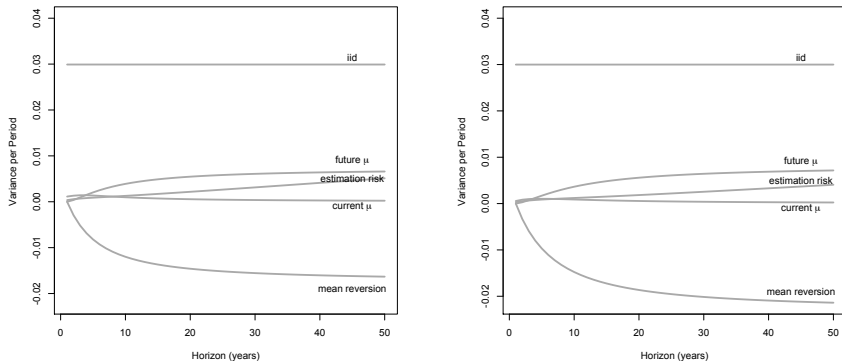 0.04
0.03
0.02
0.01
0.00
-0.01
-0.02
Variance per Period
iid
future μ
estimation risk
current μ
mean reversion
0 10 20 30 40 50
Horizon (years)
0.04
0.03
0.02
0.01
0.00
-0.01
-0.02
Variance per Period
iid
future μ
estimation risk
current μ
mean reversion
0 10 20 30 40 50
Horizon (years)